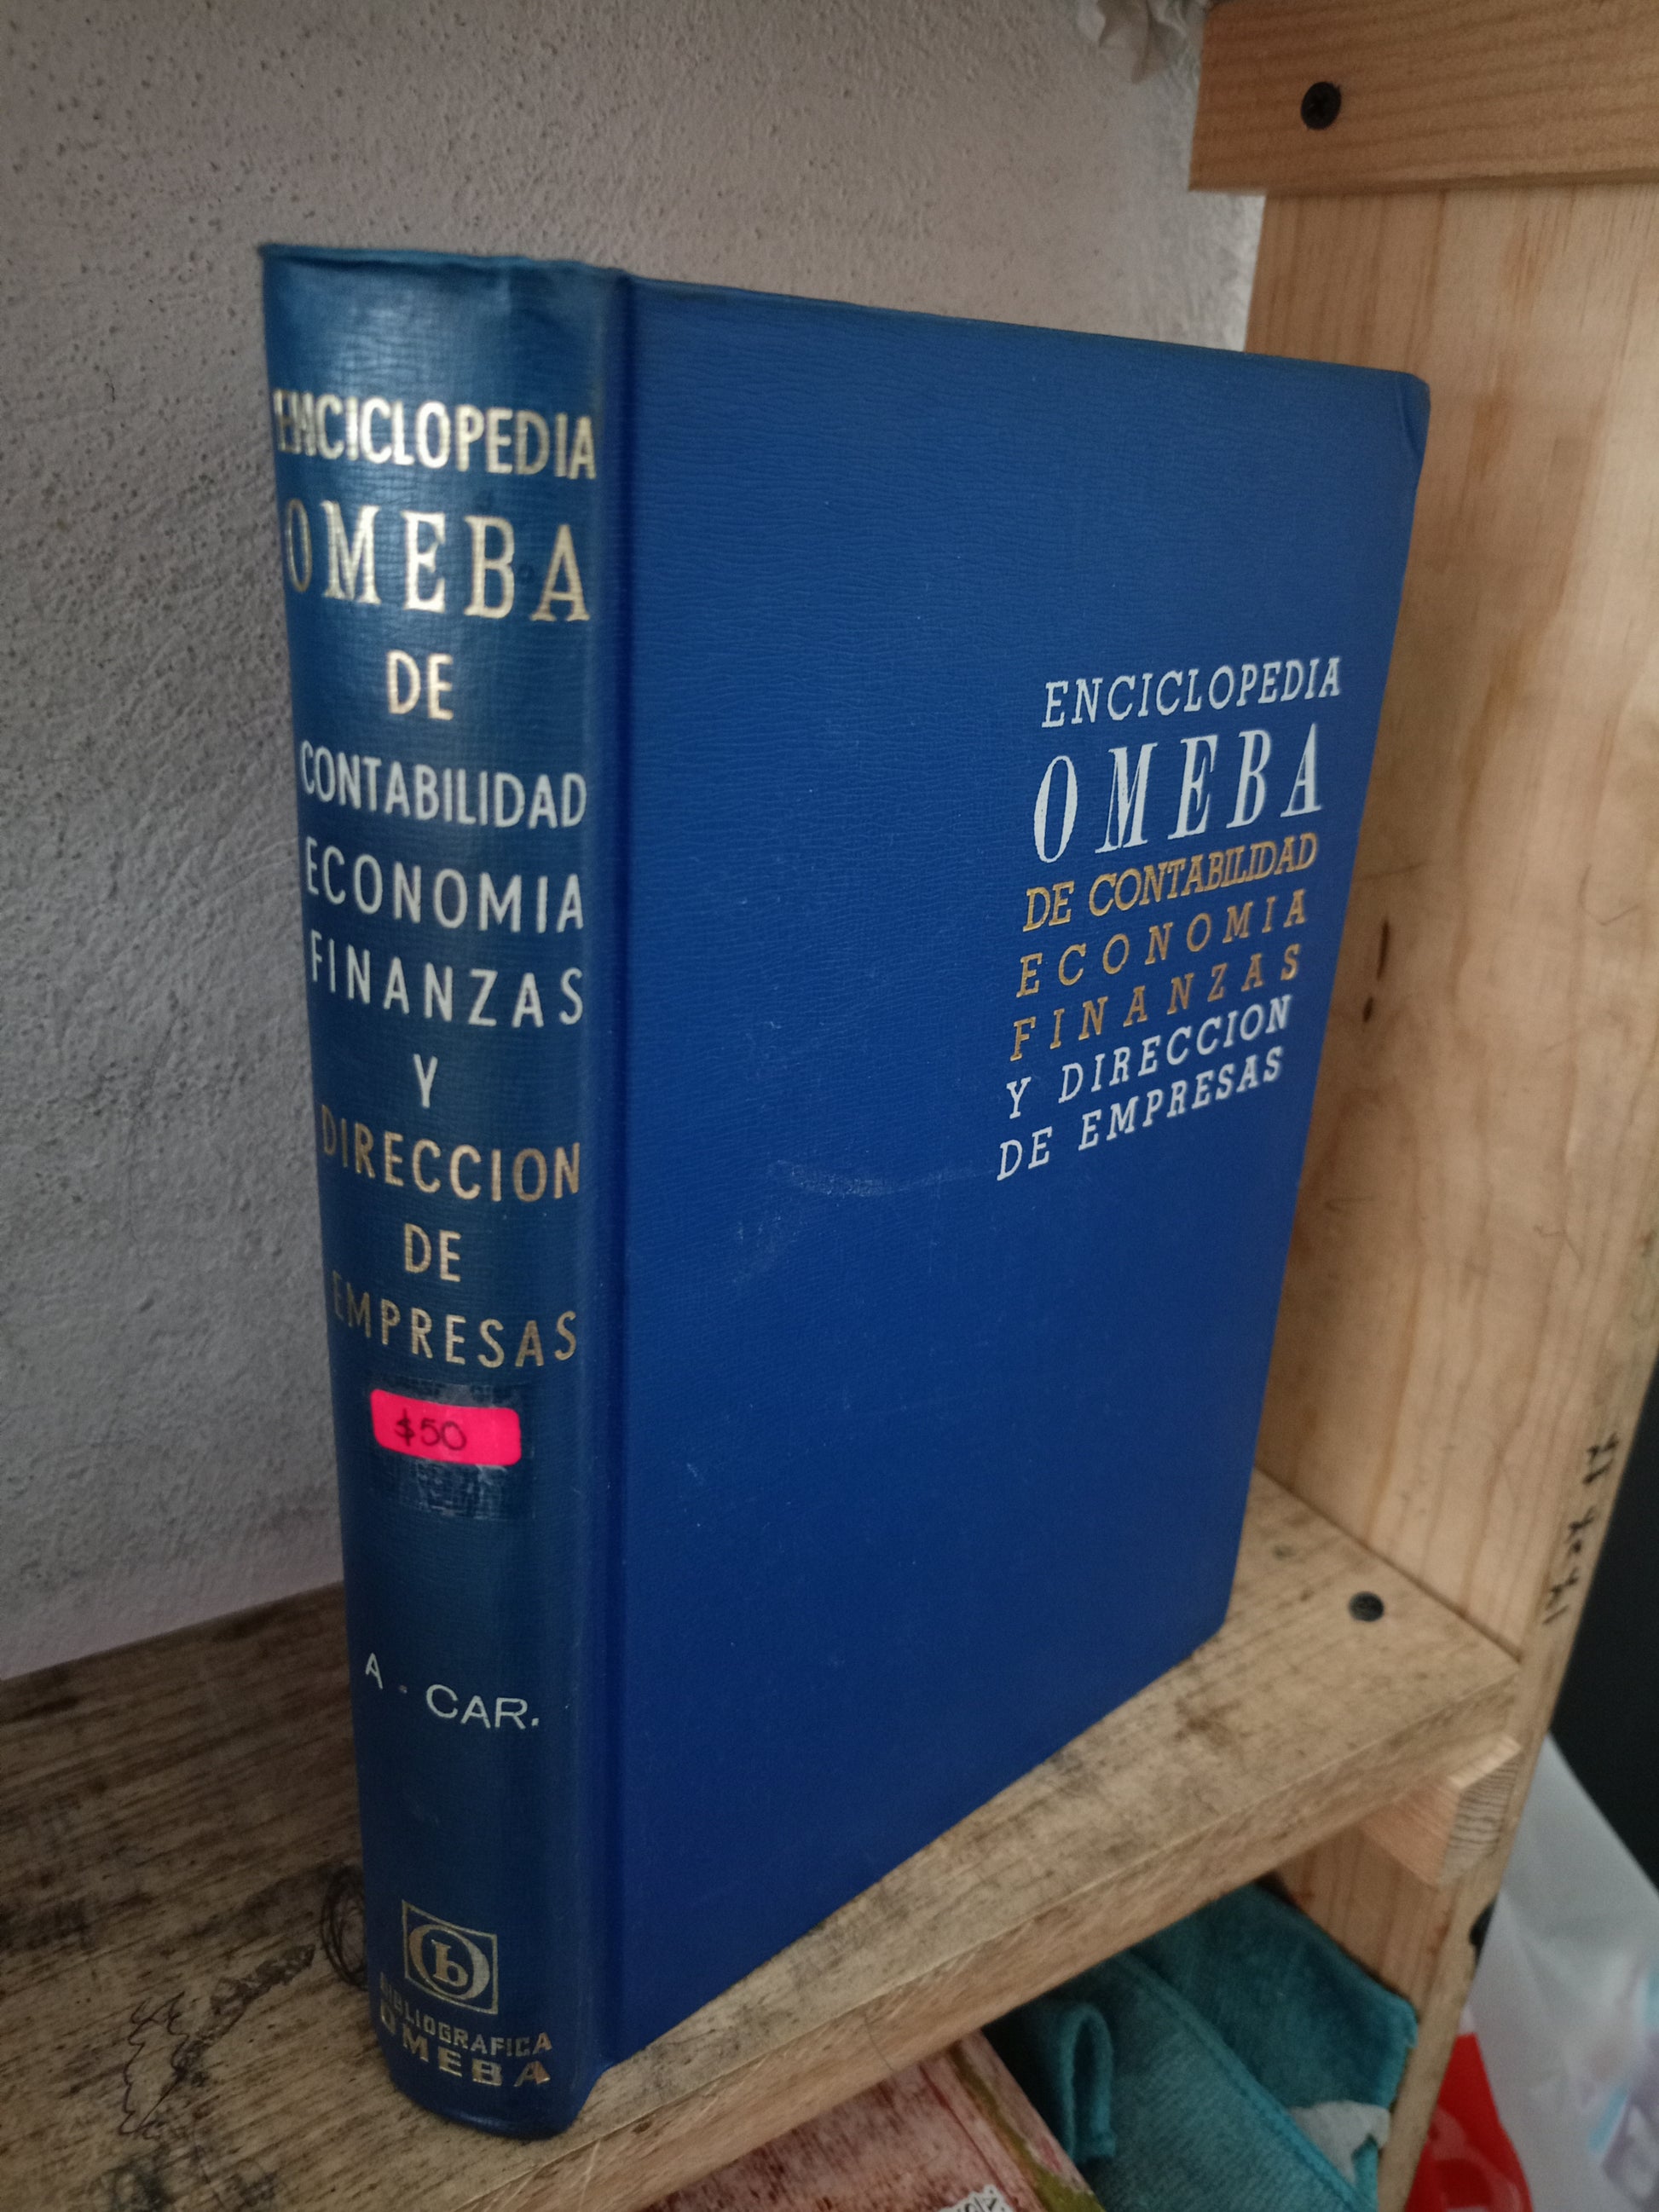 ENCICLOPEDIA
OMEBA
DE
CONTABILIDAD
ECONOMIA
FINANZAS
Y
DIRECCION
DE
EMPRESAS
$50
A - CAR.
BIBLIOGRAFICA
OMEBA
ENCICLOPEDIA
OMEBA
DE CONTABILIDAD
ECONOMIA
FINANZAS
Y DIRECCION
DE EMPRESAS